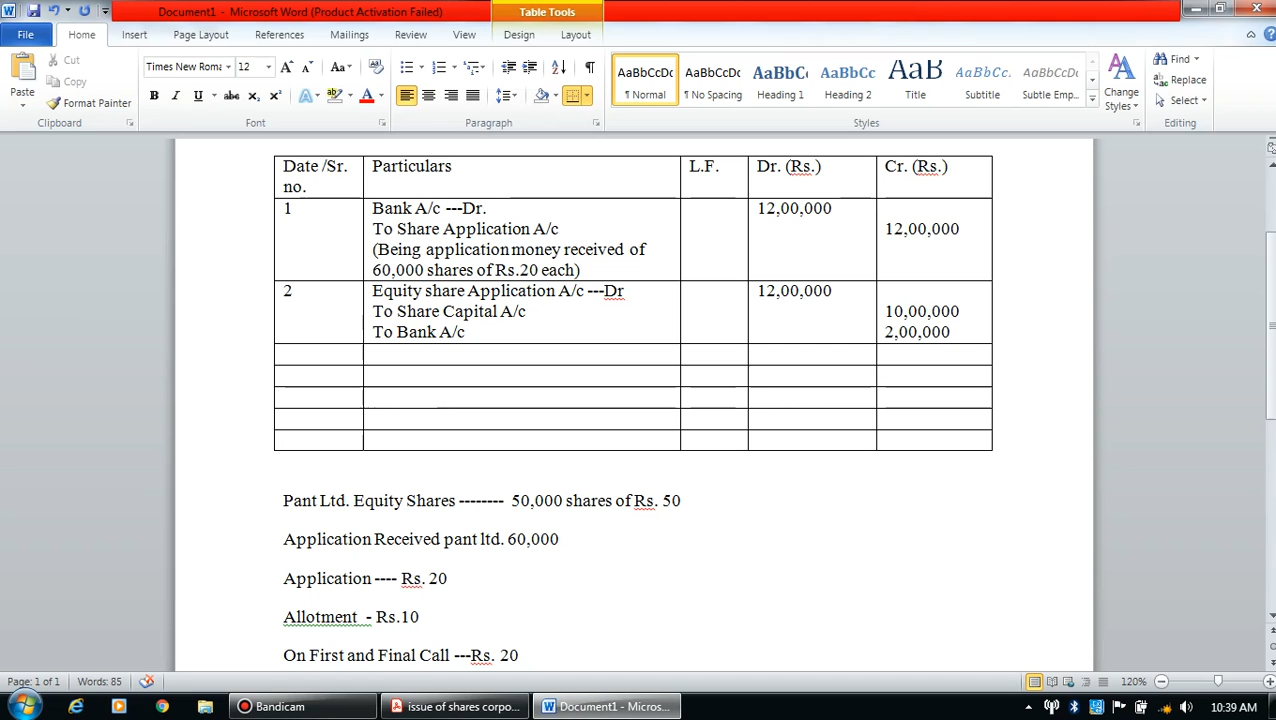 Document1 - Microsoft Word (Product Activation Failed)
Table Tools
File Home Insert Page Layout References Mailings Review View Design Layout
Paste
Cut
Copy
Format Painter
Clipboard
Times New Roma 12 Aa
B I U abc x₂ x² A A
Font
Paragraph
AaBbCcDc AaBbCcDc AaBbCc AaBbCc AaB AaBbCcDc AaBbCcDc
¶ Normal ¶ No Spacing Heading 1 Heading 2 Title Subtitle Subtle Emp...
Change
Styles
Styles
Find
Replace
Select
Editing
Date /Sr.
no.
Particulars
L.F.
Dr. (Rs.)
Cr. (Rs.)
1
Bank A/c ---Dr.
To Share Application A/c
(Being application money received of
60,000 shares of Rs.20 each)
12,00,000
12,00,000
2
Equity share Application A/c ---Dr
To Share Capital A/c
To Bank A/c
12,00,000
10,00,000
2,00,000
Pant Ltd. Equity Shares -------- 50,000 shares of Rs. 50
Application Received pant ltd. 60,000
Application ---- Rs. 20
Allotment - Rs.10
On First and Final Call ---Rs. 20
Page: 1 of 1 Words: 85
120%
Bandicam
issue of shares corpo...
Document1 - Micros...
10:39 AM